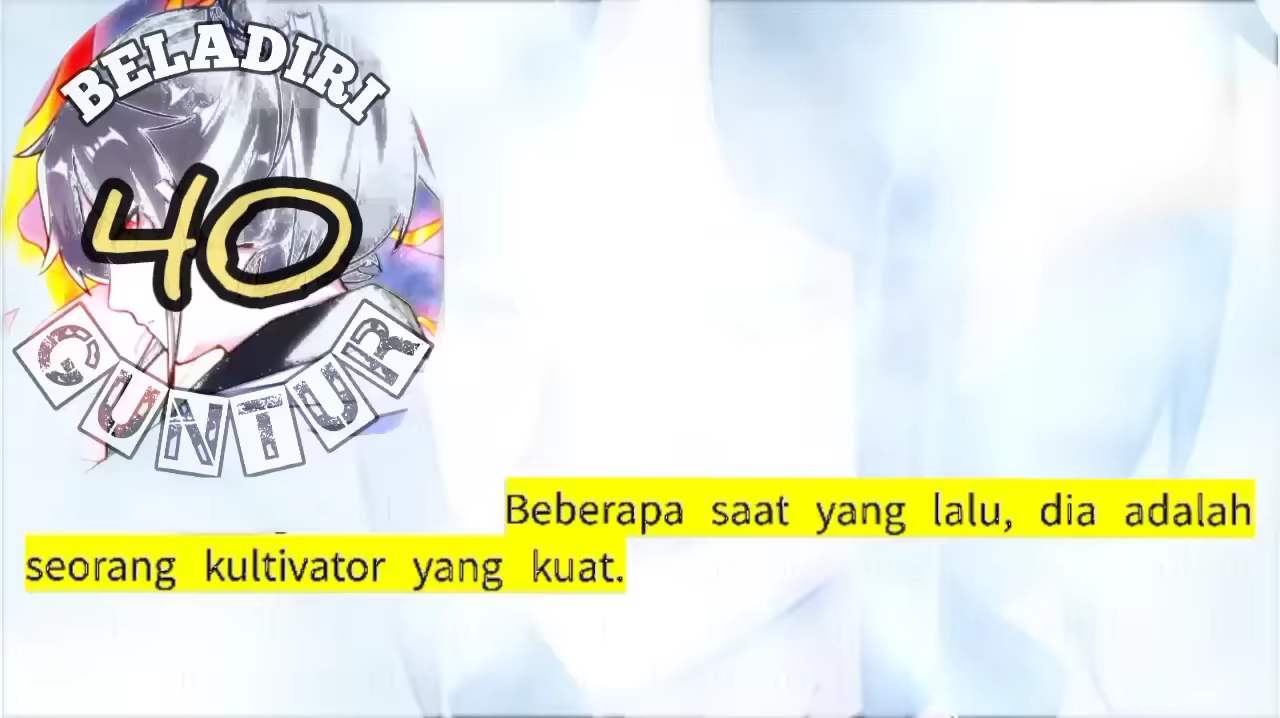 BELADIRI
40
GUNTUR
Beberapa saat yang lalu, dia adalah
seorang kultivator yang kuat.